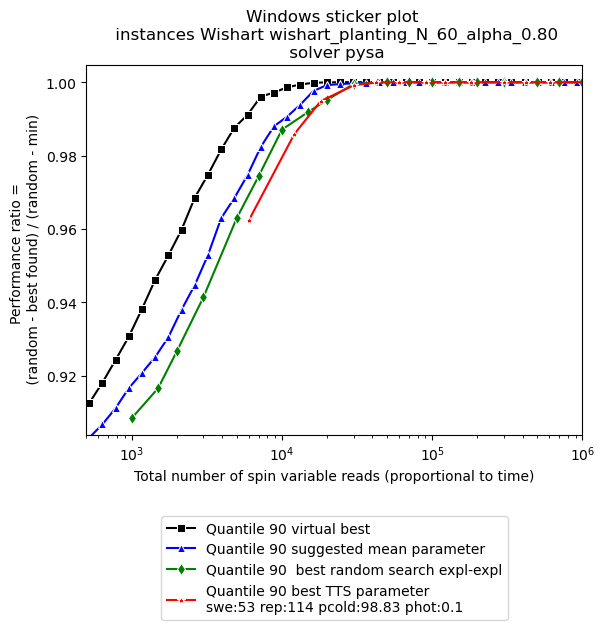 Windows sticker plot
instances Wishart wishart_planting_N_60_alpha_0.80
solver pysa
Performance ratio =
(random - best found) / (random - min)
1.00
0.98
0.96
0.94
0.92
10³
10⁴
10⁵
10⁶
Total number of spin variable reads (proportional to time)
Quantile 90 virtual best
Quantile 90 suggested mean parameter
Quantile 90  best random search expl-expl
Quantile 90 best TTS parameter
swe:53 rep:114 pcold:98.83 phot:0.1